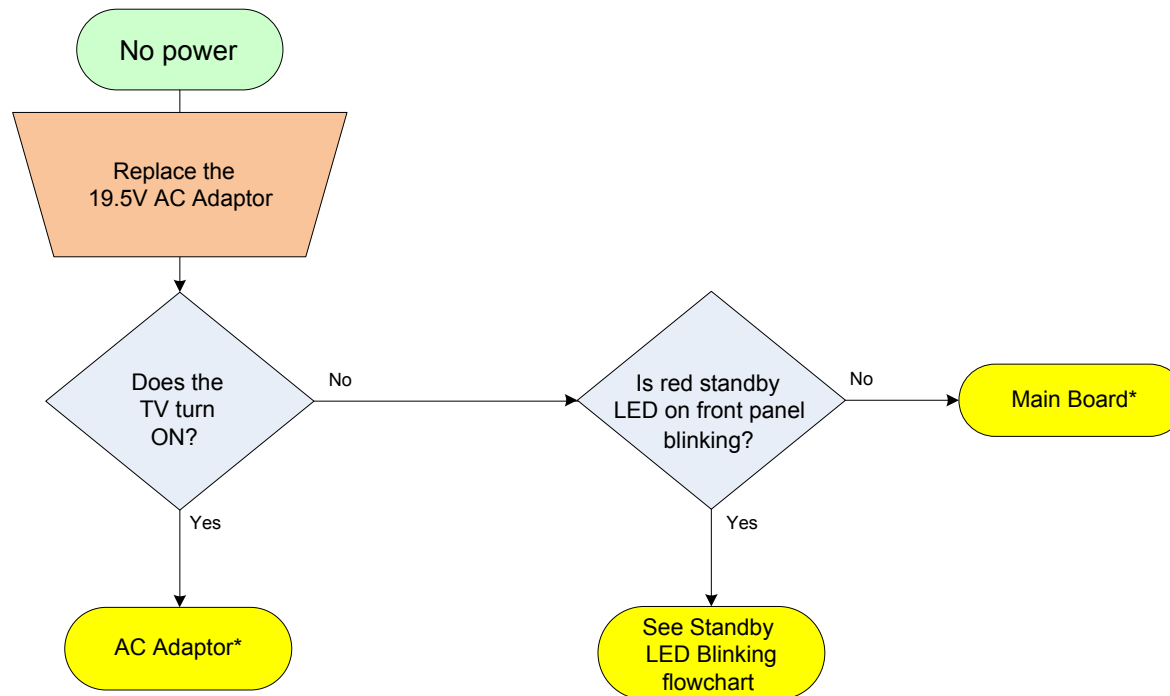 No power
Replace the
19.5V AC Adaptor
Does the
TV turn
ON?
No
Yes
AC Adaptor*
Is red standby
LED on front panel
blinking?
No
Yes
Main Board*
See Standby
LED Blinking
flowchart